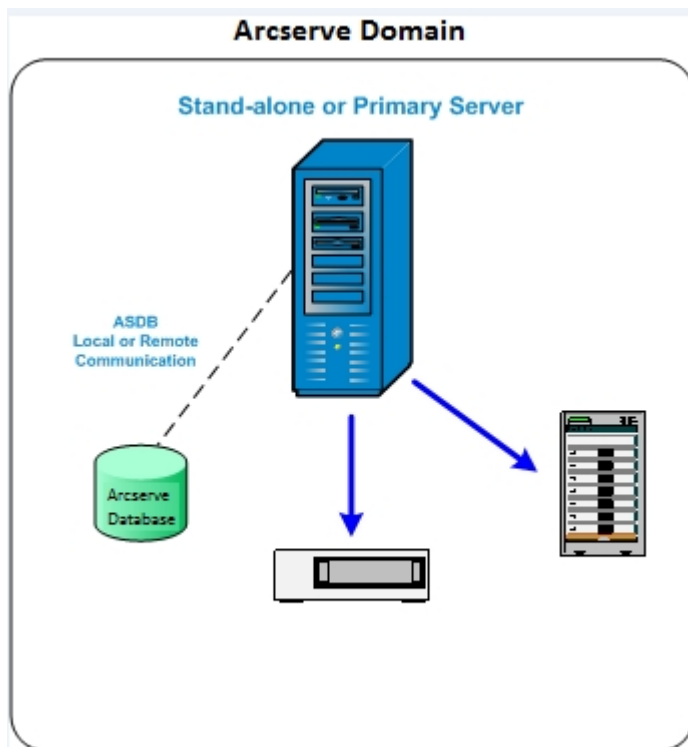 Arcserve Domain
Stand-alone or Primary Server
ASDB
Local or Remote
Communication
Arcserve
Database